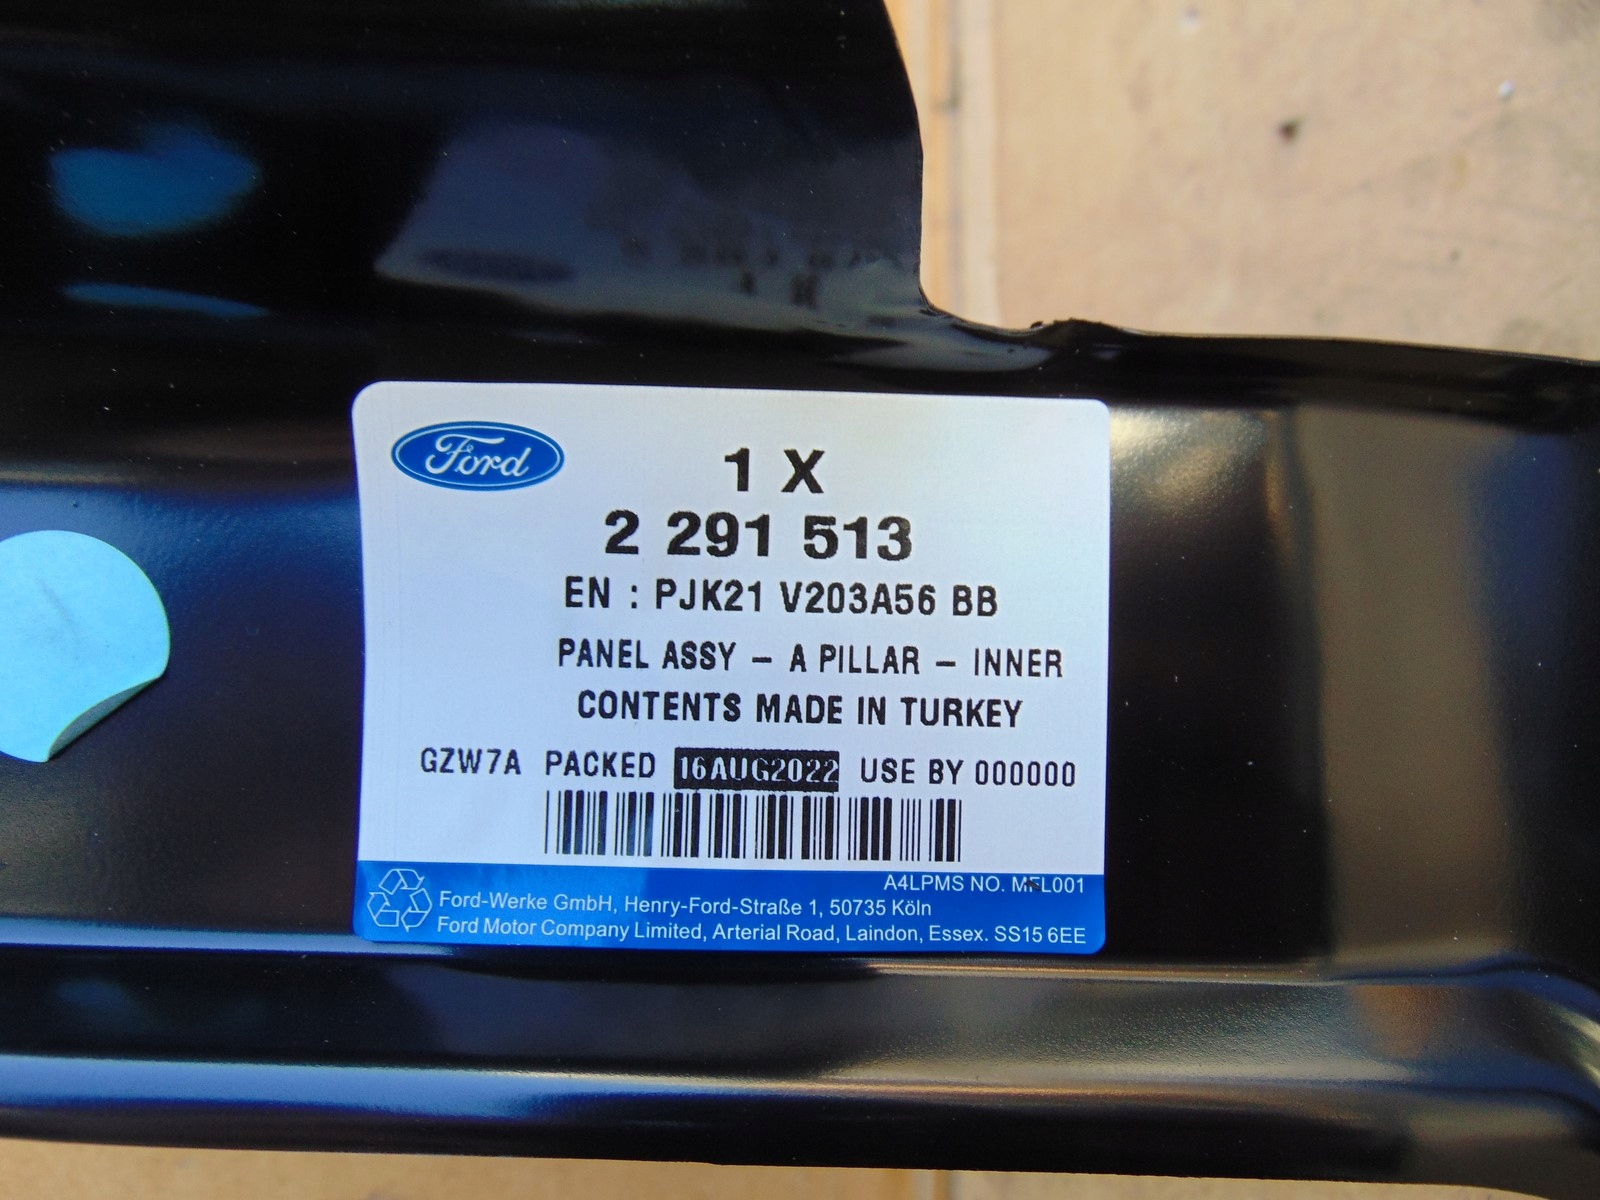 Ford
1 X
2 291 513
EN : PJK21 V203A56 BB
PANEL ASSY – A PILLAR – INNER
CONTENTS MADE IN TURKEY
GZW7A PACKED 16AUG2022 USE BY 000000
A4LPMS NO. MEL001
Ford-Werke GmbH, Henry-Ford-Straße 1, 50735 Köln
Ford Motor Company Limited, Arterial Road, Laindon, Essex. SS15 6EE